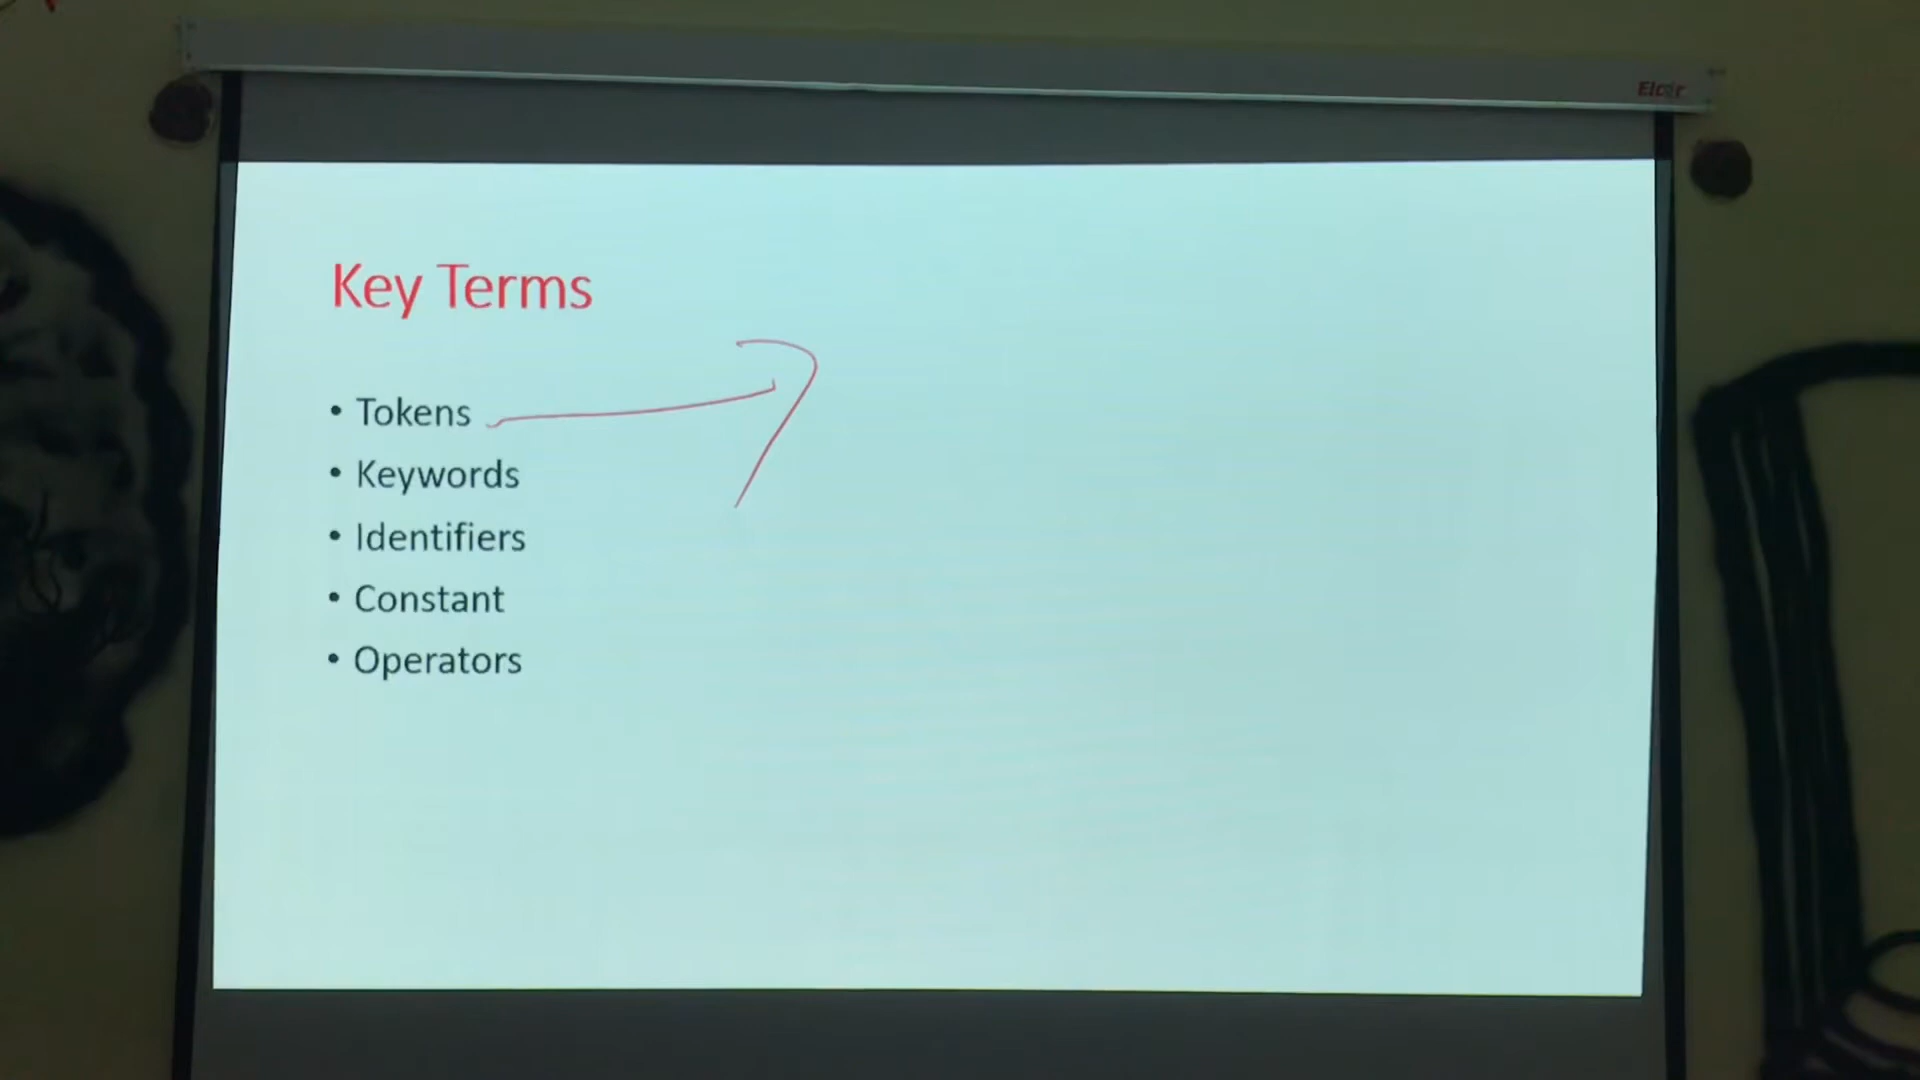 Key Terms
• Tokens
• Keywords
• Identifiers
• Constant
• Operators